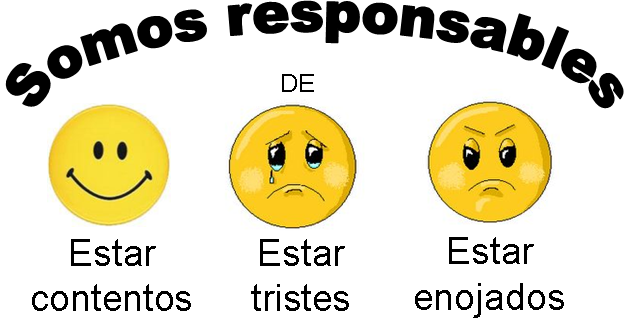 Somos responsables
DE
Estar
contentos
Estar
tristes
Estar
enojados